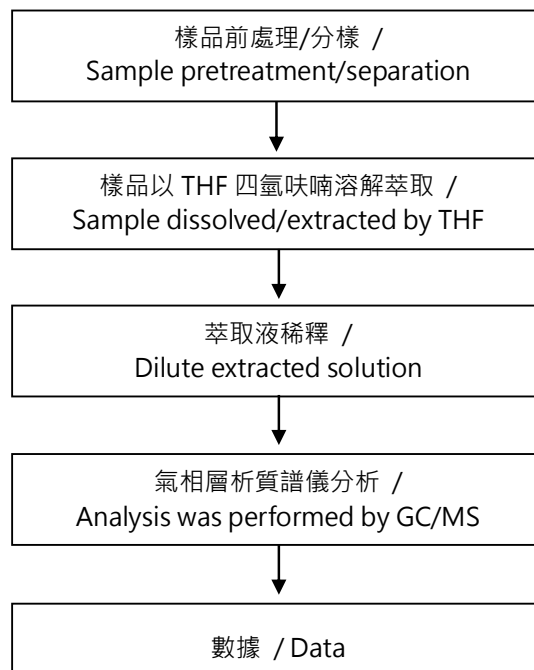 樣品前處理/分樣 /
Sample pretreatment/separation
樣品以 THF 四氫呋喃溶解萃取 /
Sample dissolved/extracted by THF
萃取液稀釋 /
Dilute extracted solution
氣相層析質譜儀分析 /
Analysis was performed by GC/MS
數據 / Data